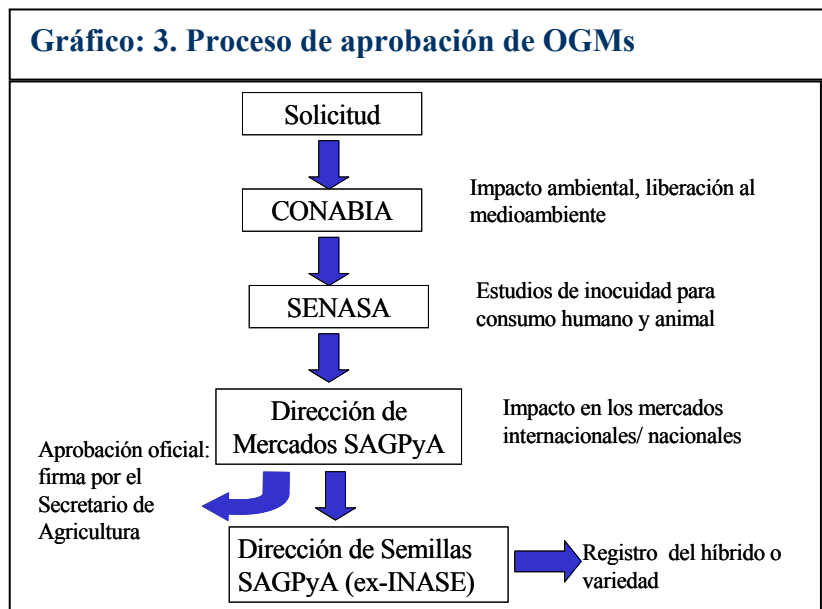 Gráfico: 3. Proceso de aprobación de OGMs
Solicitud
CONABIA
Impacto ambiental, liberación al
medioambiente
SENASA
Estudios de inocuidad para
consumo humano y animal
Dirección de
Mercados SAGPyA
Impacto en los mercados
internacionales/ nacionales
Aprobación oficial:
firma por el
Secretario de
Agricultura
Dirección de Semillas
SAGPyA (ex-INASE)
Registro del híbrido o
variedad